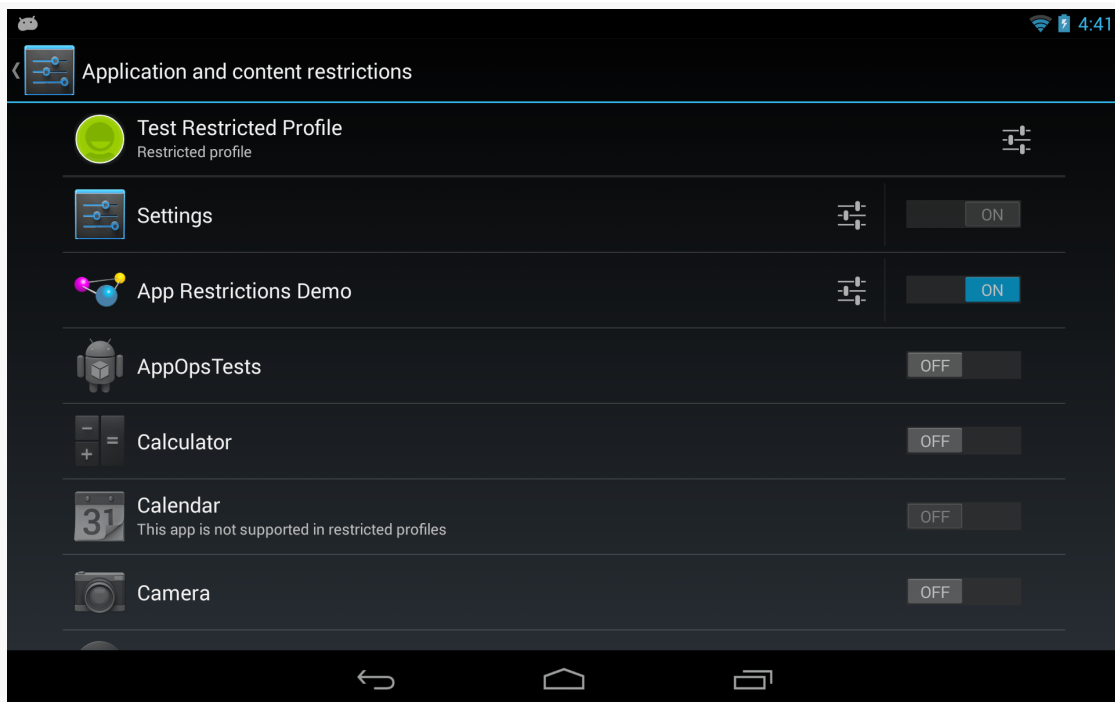 4:41
Application and content restrictions
Test Restricted Profile
Restricted profile
Settings
ON
App Restrictions Demo
ON
AppOpsTests
OFF
Calculator
OFF
Calendar
31
This app is not supported in restricted profiles
OFF
Camera
OFF